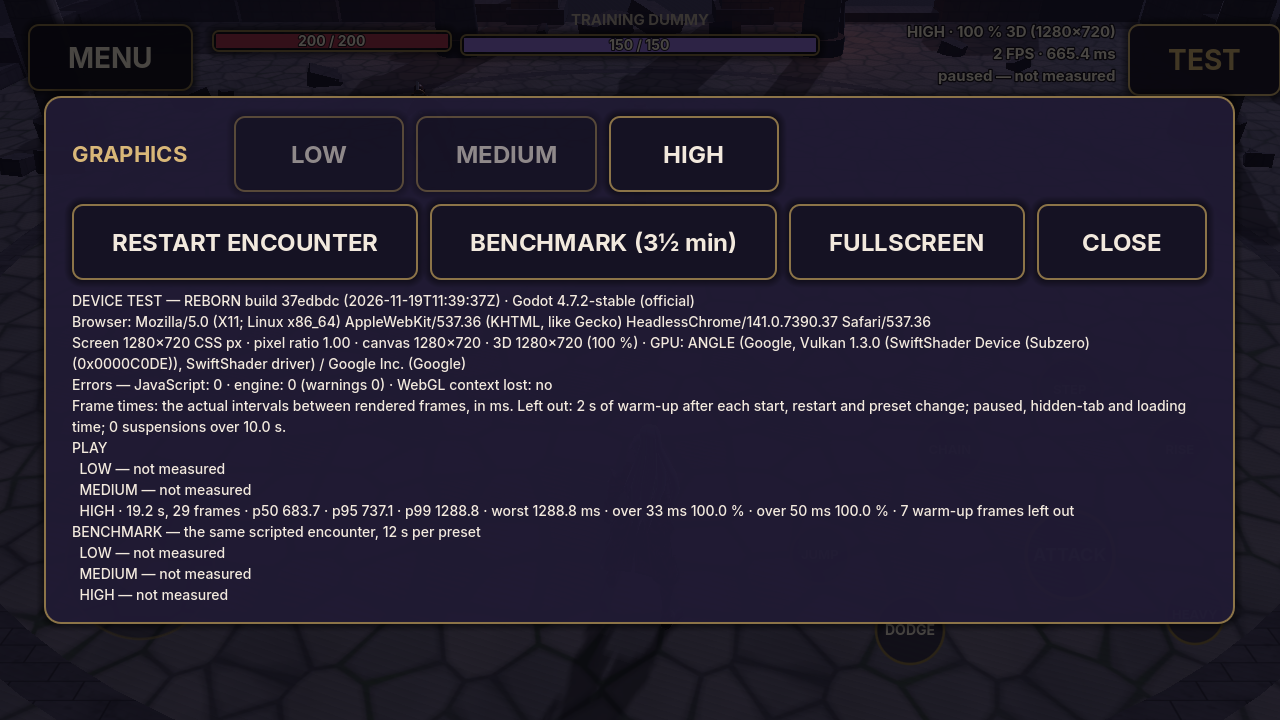 TRAINING DUMMY
MENU
200 / 200
150 / 150
HIGH · 100 % 3D (1280×720)
2 FPS · 665.4 ms
paused — not measured
TEST
GRAPHICS
LOW
MEDIUM
HIGH
RESTART ENCOUNTER
BENCHMARK (3½ min)
FULLSCREEN
CLOSE
DEVICE TEST — REBORN build 37edbdc (2026-11-19T11:39:37Z) · Godot 4.7.2-stable (official)
Browser: Mozilla/5.0 (X11; Linux x86_64) AppleWebKit/537.36 (KHTML, like Gecko) HeadlessChrome/141.0.7390.37 Safari/537.36
Screen 1280×720 CSS px · pixel ratio 1.00 · canvas 1280×720 · 3D 1280×720 (100 %) · GPU: ANGLE (Google, Vulkan 1.3.0 (SwiftShader Device (Subzero)
(0x0000C0DE)), SwiftShader driver) / Google Inc. (Google)
Errors — JavaScript: 0 · engine: 0 (warnings 0) · WebGL context lost: no
Frame times: the actual intervals between rendered frames, in ms. Left out: 2 s of warm-up after each start, restart and preset change; paused, hidden-tab and loading
time; 0 suspensions over 10.0 s.
PLAY
LOW — not measured
MEDIUM — not measured
HIGH · 19.2 s, 29 frames · p50 683.7 · p95 737.1 · p99 1288.8 · worst 1288.8 ms · over 33 ms 100.0 % · over 50 ms 100.0 % · 7 warm-up frames left out
BENCHMARK — the same scripted encounter, 12 s per preset
LOW — not measured
MEDIUM — not measured
HIGH — not measured
DODGE